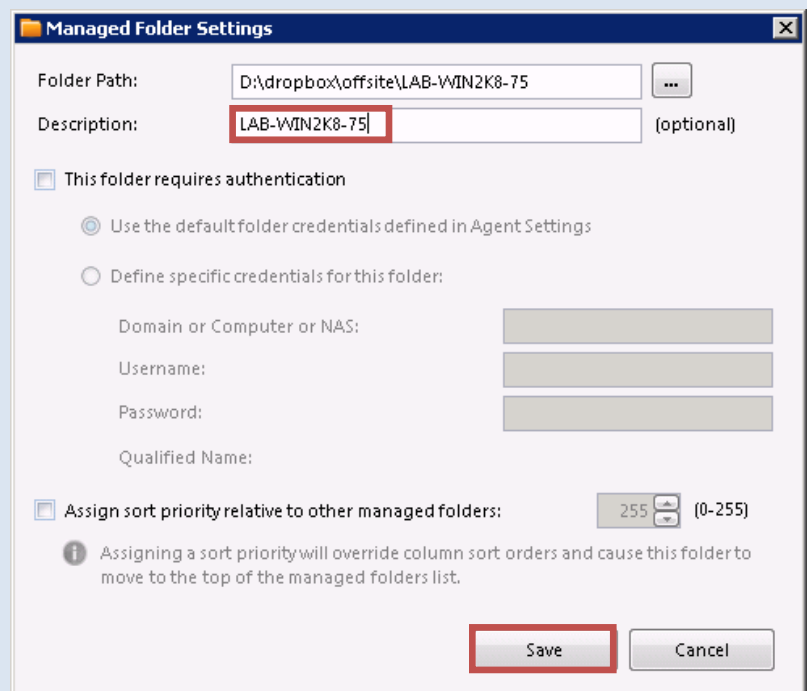 Managed Folder Settings
Folder Path: D:\dropbox\offsite\LAB-WIN2K8-75 ...
Description: LAB-WIN2K8-75 (optional)
This folder requires authentication
Use the default folder credentials defined in Agent Settings
Define specific credentials for this folder:
Domain or Computer or NAS:
Username:
Password:
Qualified Name:
Assign sort priority relative to other managed folders: 255 (0-255)
Assigning a sort priority will override column sort orders and cause this folder to
move to the top of the managed folders list.
Save Cancel